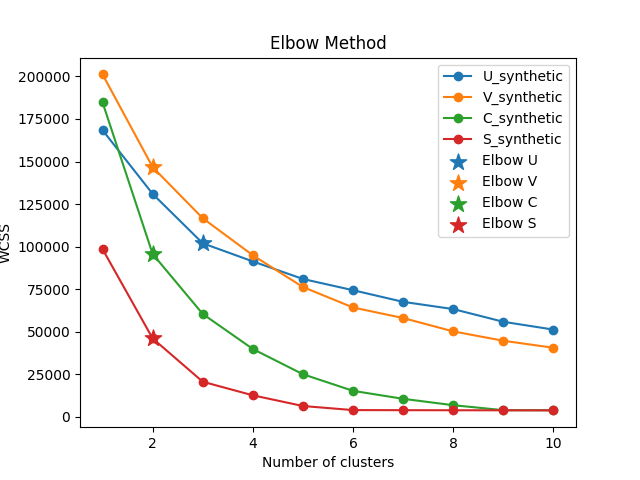 Elbow Method
WCSS
200000
175000
150000
125000
100000
75000
50000
25000
0
2
4
6
8
10
Number of clusters
U_synthetic
V_synthetic
C_synthetic
S_synthetic
Elbow U
Elbow V
Elbow C
Elbow S